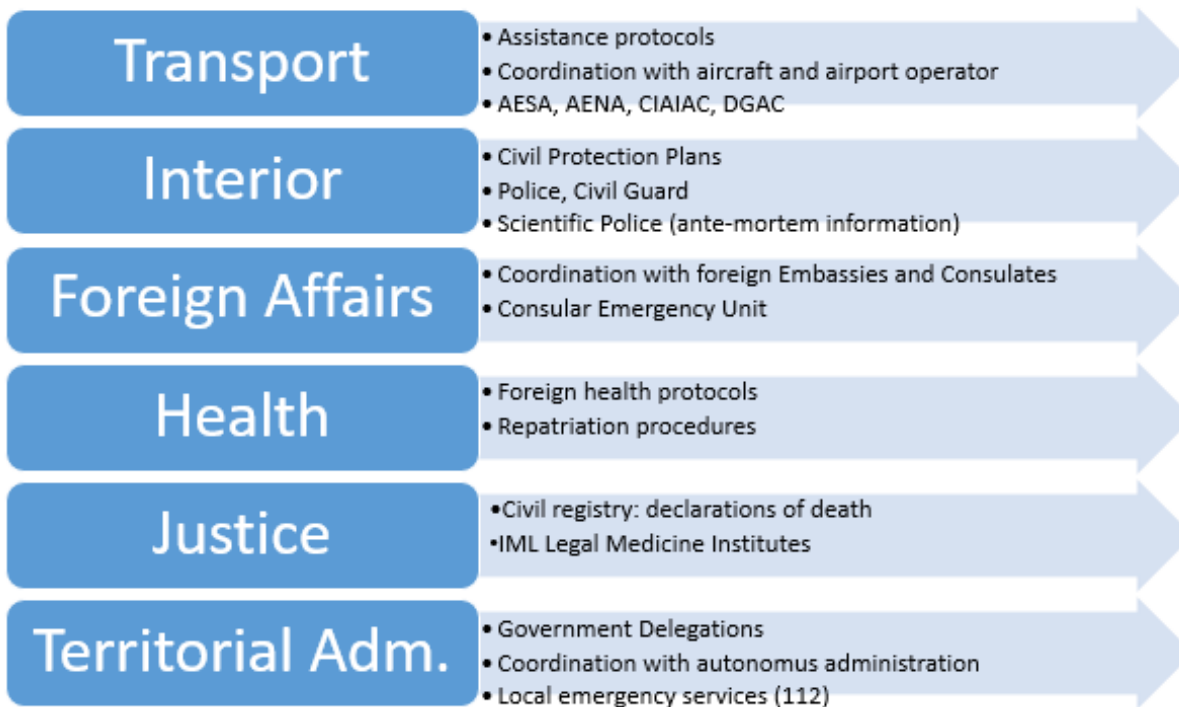 Transport
• Assistance protocols
• Coordination with aircraft and airport operator
• AESA, AENA, CIAIAC, DGAC
Interior
• Civil Protection Plans
• Police, Civil Guard
• Scientific Police (ante-mortem information)
Foreign Affairs
• Coordination with foreign Embassies and Consulates
• Consular Emergency Unit
Health
• Foreign health protocols
• Repatriation procedures
Justice
•Civil registry: declarations of death
•IML Legal Medicine Institutes
Territorial Adm.
• Government Delegations
• Coordination with autonomus administration
• Local emergency services (112)